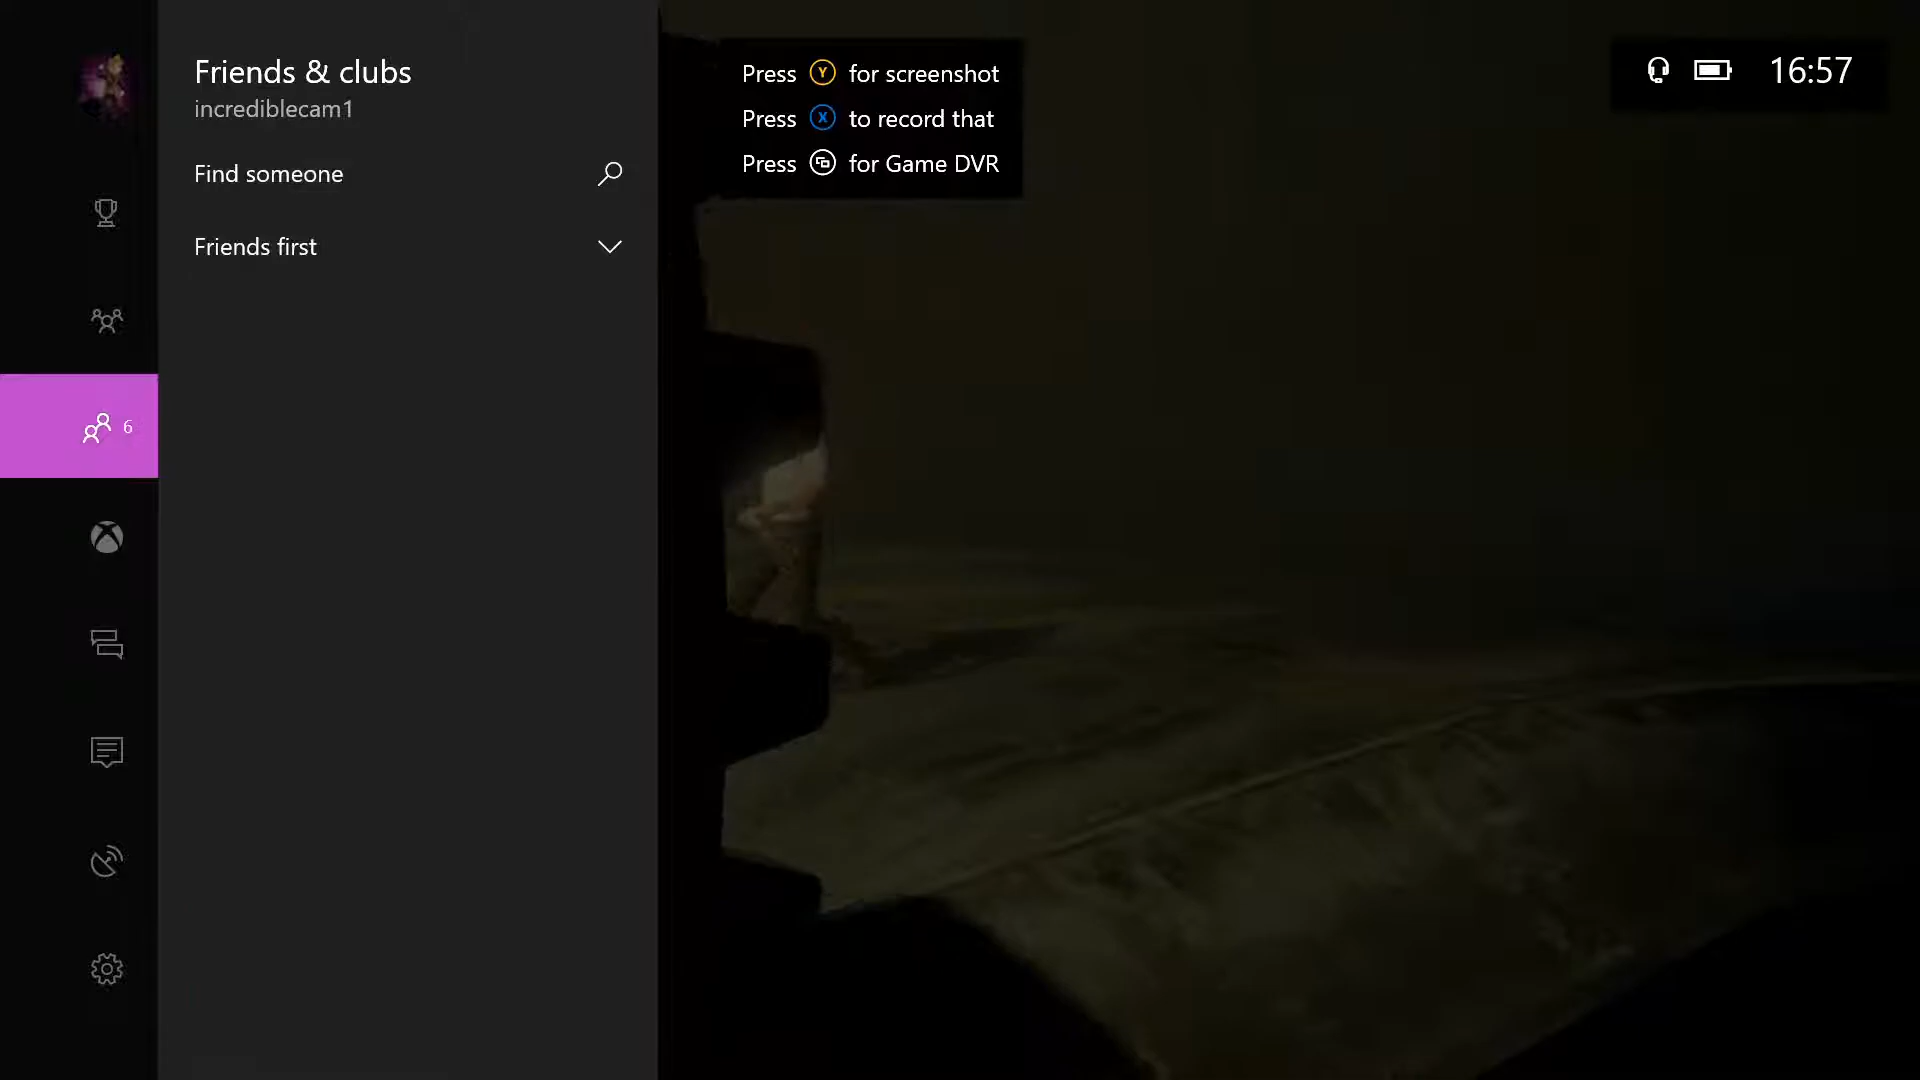 Friends & clubs
incrediblecam1
Find someone
Friends first
6
Press Y for screenshot
Press X to record that
Press for Game DVR
16:57